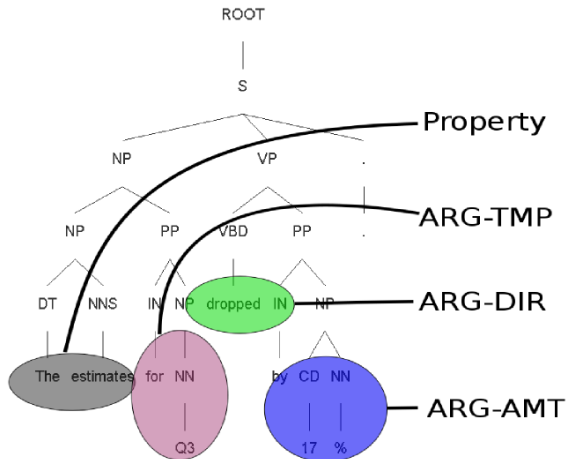 ROOT
S
Property
NP VP .
ARG-TMP
NP PP VBD PP .
DT NNS IN NP dropped IN NP ARG-DIR
The estimates for NN by CD NN
ARG-AMT
Q3 17 %